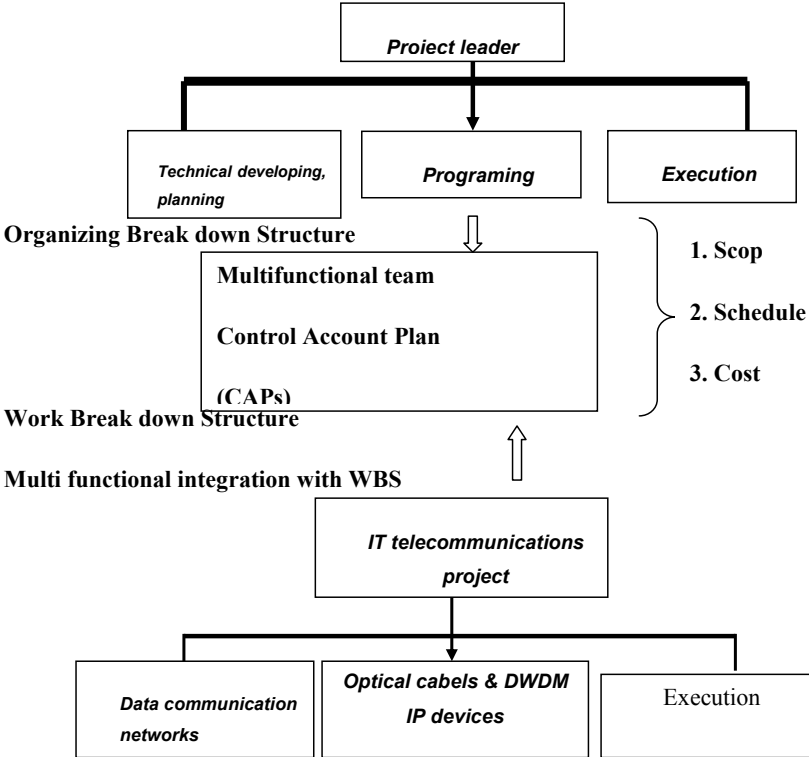 Project leader
Technical developing,
planning
Programing
Execution
Organizing Break down Structure
Multifunctional team
Control Account Plan
(CAPs)
1. Scop
2. Schedule
3. Cost
Work Break down Structure
Multi functional integration with WBS
IT telecommunications
project
Data communication
networks
Optical cabels & DWDM
IP devices
Execution